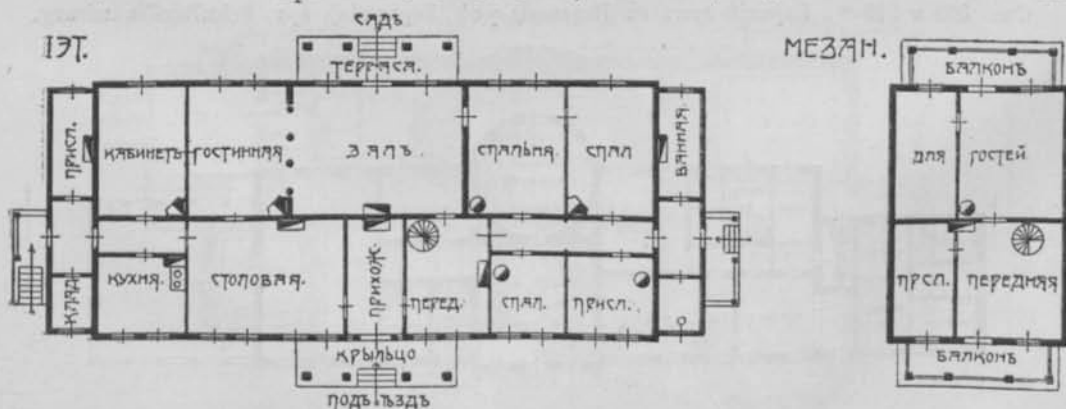 САДЪ
I ЭТ.
ТЕРРАСА.
МЕЗАН.
БАЛКОНЪ
ПРИСЛ.
КАБИНЕТЪ
ГОСТИННАЯ
ЗАЛЪ.
СПАЛЬНЯ.
СПАЛ
ВАННАЯ
ДЛЯ
ГОСТЕЙ
КУХНЯ.
СТОЛОВАЯ.
ПРИХОЖ.
ПЕРЕД.
СПАЛ.
ПРИСЛ.
КЛАД.
ПРСЛ.
ПЕРЕДНЯЯ
КРЫЛЬЦО
БАЛКОНЪ
ПОДЪѢЗДЪ